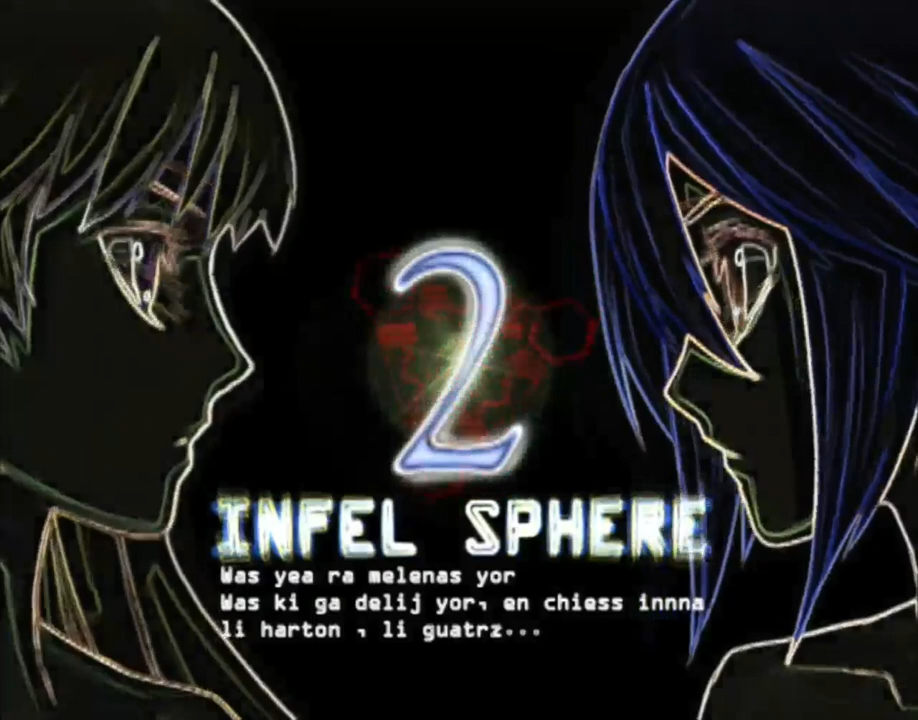 2
INFEL SPHERE
Was yea ra melenas yor
Was ki ga delij yor, en chiess innna
li harton , li guatrz...